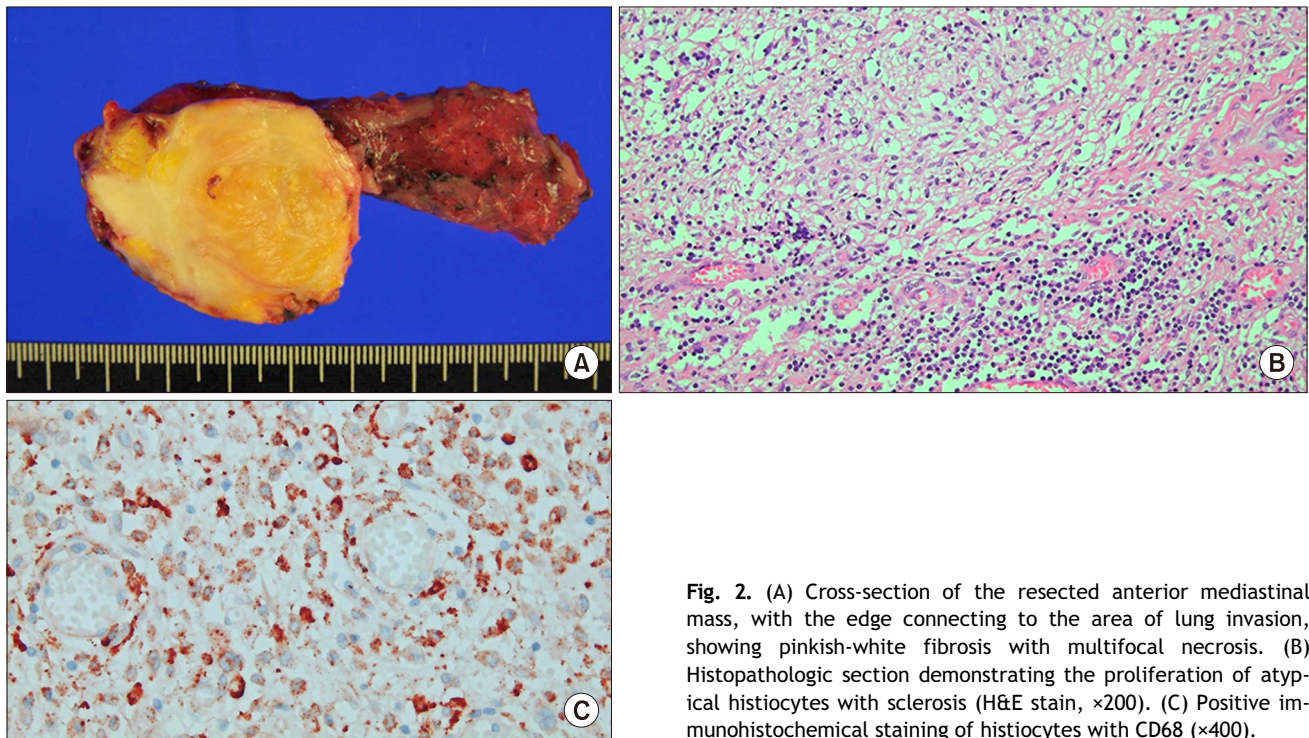 A
B
C
Fig. 2. (A) Cross-section of the resected anterior mediastinal
mass, with the edge connecting to the area of lung invasion,
showing pinkish-white fibrosis with multifocal necrosis. (B)
Histopathologic section demonstrating the proliferation of atyp-
ical histiocytes with sclerosis (H&E stain, ×200). (C) Positive im-
munohistochemical staining of histiocytes with CD68 (×400).